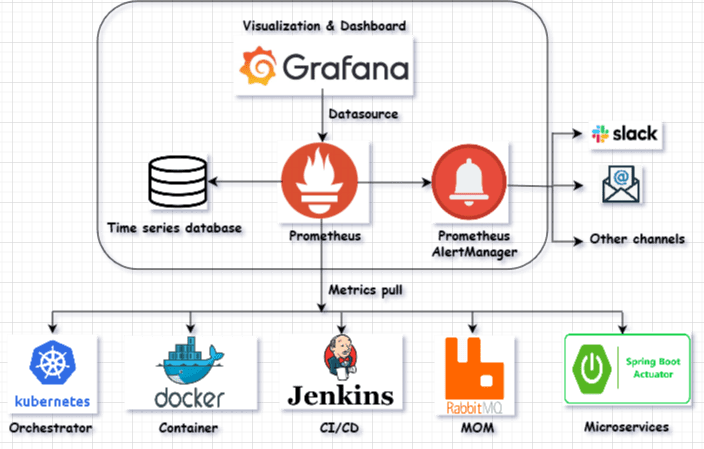 Visualization & Dashboard
Grafana
Datasource
slack
@
Time series database
Prometheus
Prometheus
AlertManager
Other channels
Metrics pull
kubernetes
docker
Jenkins
RabbitMQ
Spring Boot
Actuator
Orchestrator
Container
CI/CD
MOM
Microservices